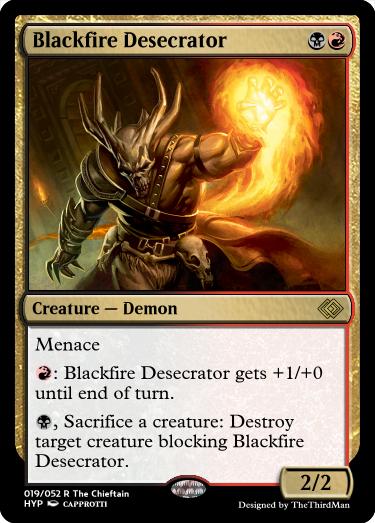 Blackfire Desecrator
Creature — Demon
Menace
: Blackfire Desecrator gets +1/+0
until end of turn.
, Sacrifice a creature: Destroy
target creature blocking Blackfire
Desecrator.
2/2
019/052 R The Chieftain
HYP CAPPROTTI
Designed by TheThirdMan